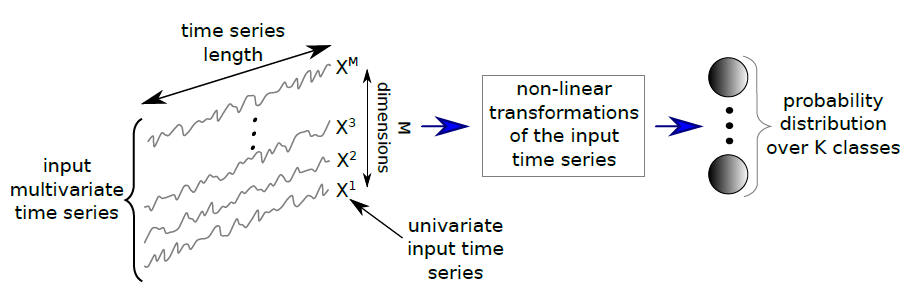 time series
length
X^M
X^3
X^2
X^1
M
dimensions
input
multivariate
time series
univariate
input time
series
non-linear
transformations
of the input
time series
probability
distribution
over K classes